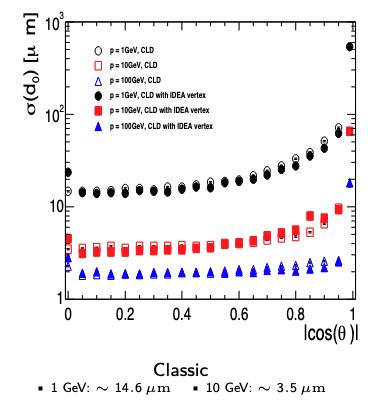 σ(d₀) [μ m]
10³
p = 1GeV, CLD
p = 10GeV, CLD
p = 100GeV, CLD
p = 1GeV, CLD with IDEA vertex
p = 10GeV, CLD with IDEA vertex
p = 100GeV, CLD with IDEA vertex
10²
10
1
0 0.2 0.4 0.6 0.8 1
|cos(θ)|
Classic
▪ 1 GeV: ∼ 14.6 μm ▪ 10 GeV: ∼ 3.5 μm